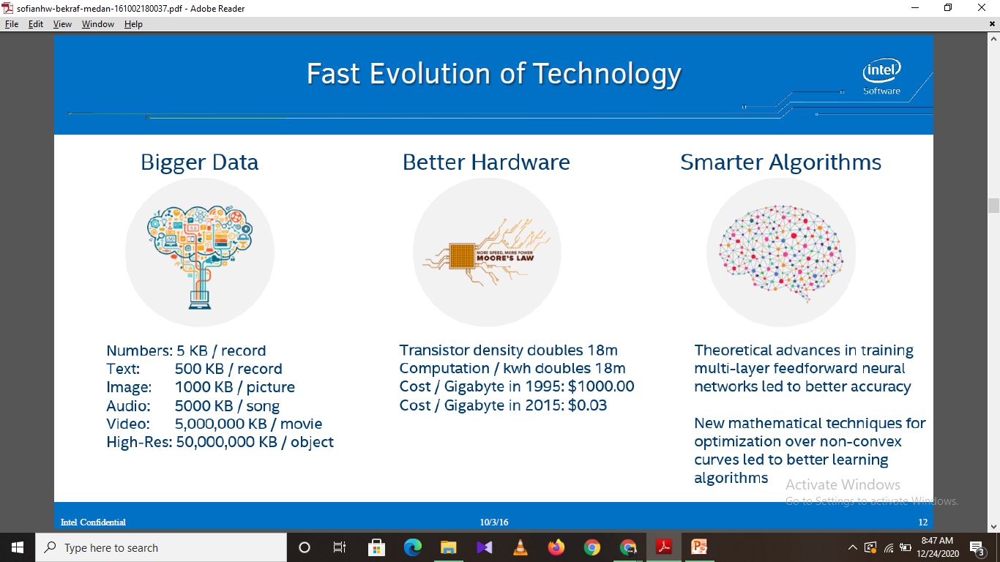 sofianhw-bekraf-medan-161002180037.pdf - Adobe Reader
File Edit View Window Help
Fast Evolution of Technology
intel
Software
Bigger Data
Numbers: 5 KB / record
Text: 500 KB / record
Image: 1000 KB / picture
Audio: 5000 KB / song
Video: 5,000,000 KB / movie
High-Res: 50,000,000 KB / object
Better Hardware
MORE SPEED, MORE POWER
MOORE'S LAW
Transistor density doubles 18m
Computation / kwh doubles 18m
Cost / Gigabyte in 1995: $1000.00
Cost / Gigabyte in 2015: $0.03
Smarter Algorithms
Theoretical advances in training
multi-layer feedforward neural
networks led to better accuracy
New mathematical techniques for
optimization over non-convex
curves led to better learning
algorithms
Activate Windows
Go to Settings to activate Windows.
Intel Confidential 10/3/16 12
Type here to search
8:47 AM
12/24/2020
3